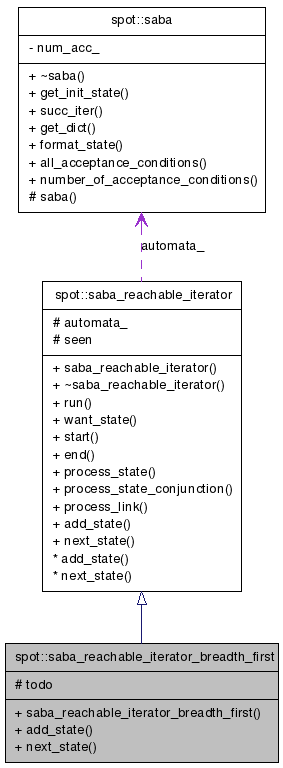 spot::saba
- num_acc_
+ ~saba()
+ get_init_state()
+ succ_iter()
+ get_dict()
+ format_state()
+ all_acceptance_conditions()
+ number_of_acceptance_conditions()
# saba()
automata_
spot::saba_reachable_iterator
# automata_
# seen
+ saba_reachable_iterator()
+ ~saba_reachable_iterator()
+ run()
+ want_state()
+ start()
+ end()
+ process_state()
+ process_state_conjunction()
+ process_link()
+ add_state()
+ next_state()
* add_state()
* next_state()
spot::saba_reachable_iterator_breadth_first
# todo
+ saba_reachable_iterator_breadth_first()
+ add_state()
+ next_state()